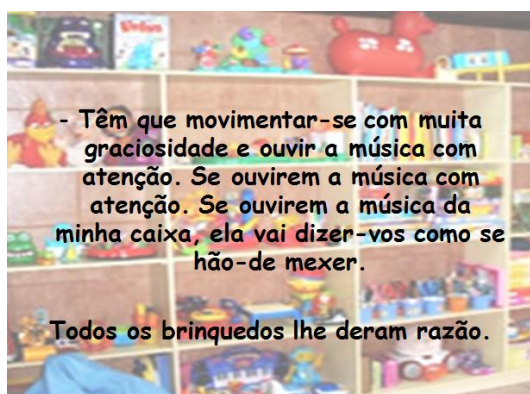 - Têm que movimentar-se com muita
graciosidade e ouvir a música com
atenção. Se ouvirem a música com
atenção. Se ouvirem a música da
minha caixa, ela vai dizer-vos como se
hão-de mexer.
Todos os brinquedos lhe deram razão.